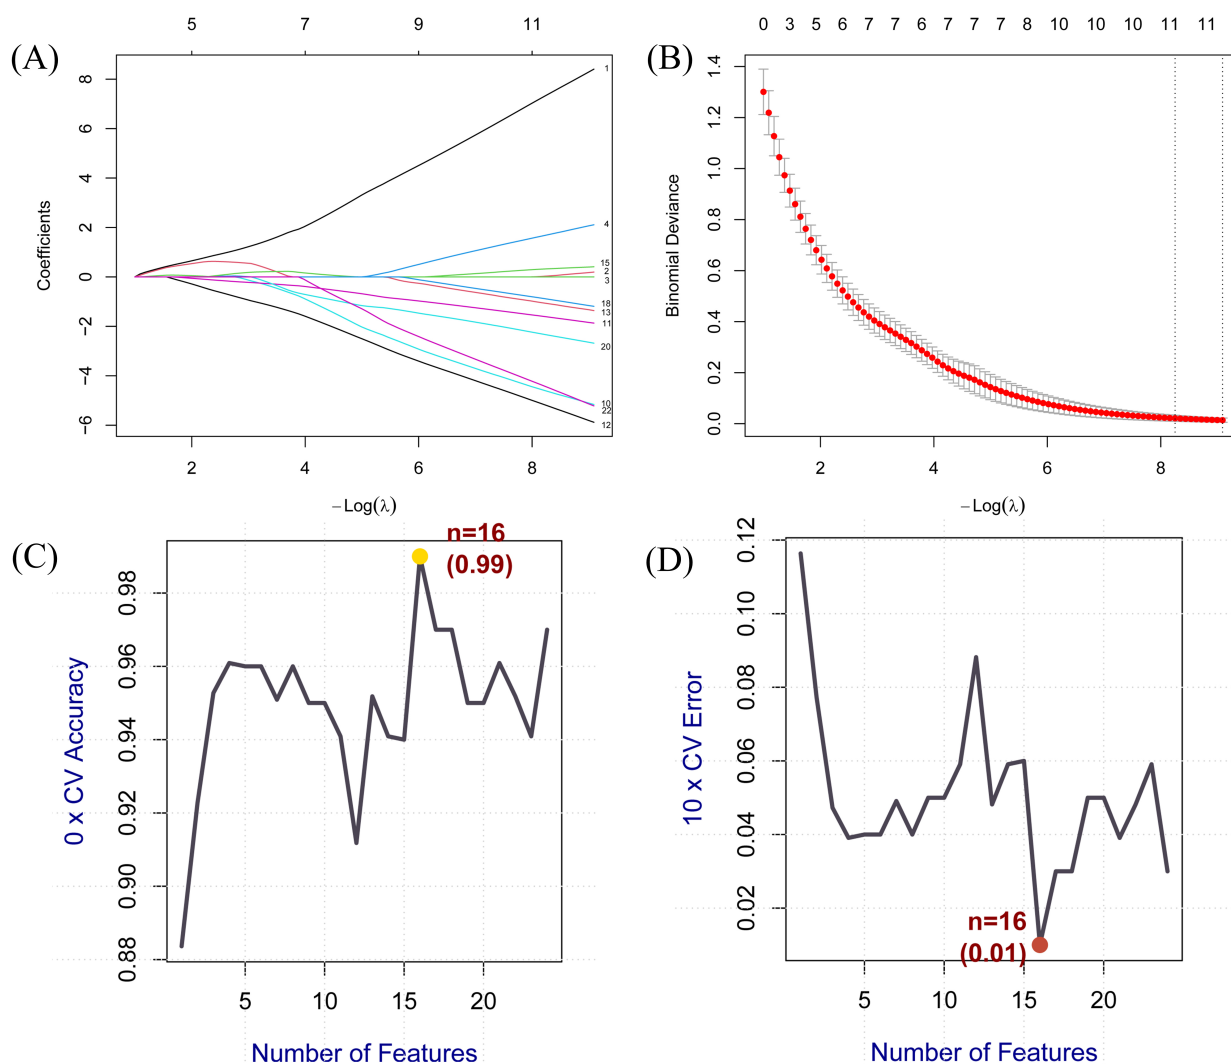 5 7 9 11
(A)
8
6
4
2
0
−2
−4
−6
Coefficients
1
4
15
2
3
18
13
11
20
10
22
12
2 4 6 8
−Log(λ)
0 3 5 6 7 7 6 7 7 7 8 10 10 10 10 11 11
(B)
1.4
1.2
1.0
0.8
0.6
0.4
0.2
0.0
Binomial Deviance
2 4 6 8
−Log(λ)
(C)
n=16
(0.99)
0.98
0.96
0.94
0.92
0.90
0.88
0 x CV Accuracy
5 10 15 20
Number of Features
(D)
0.12
0.10
0.08
0.06
0.04
0.02
10 x CV Error
n=16
(0.01)
5 10 15 20
Number of Features